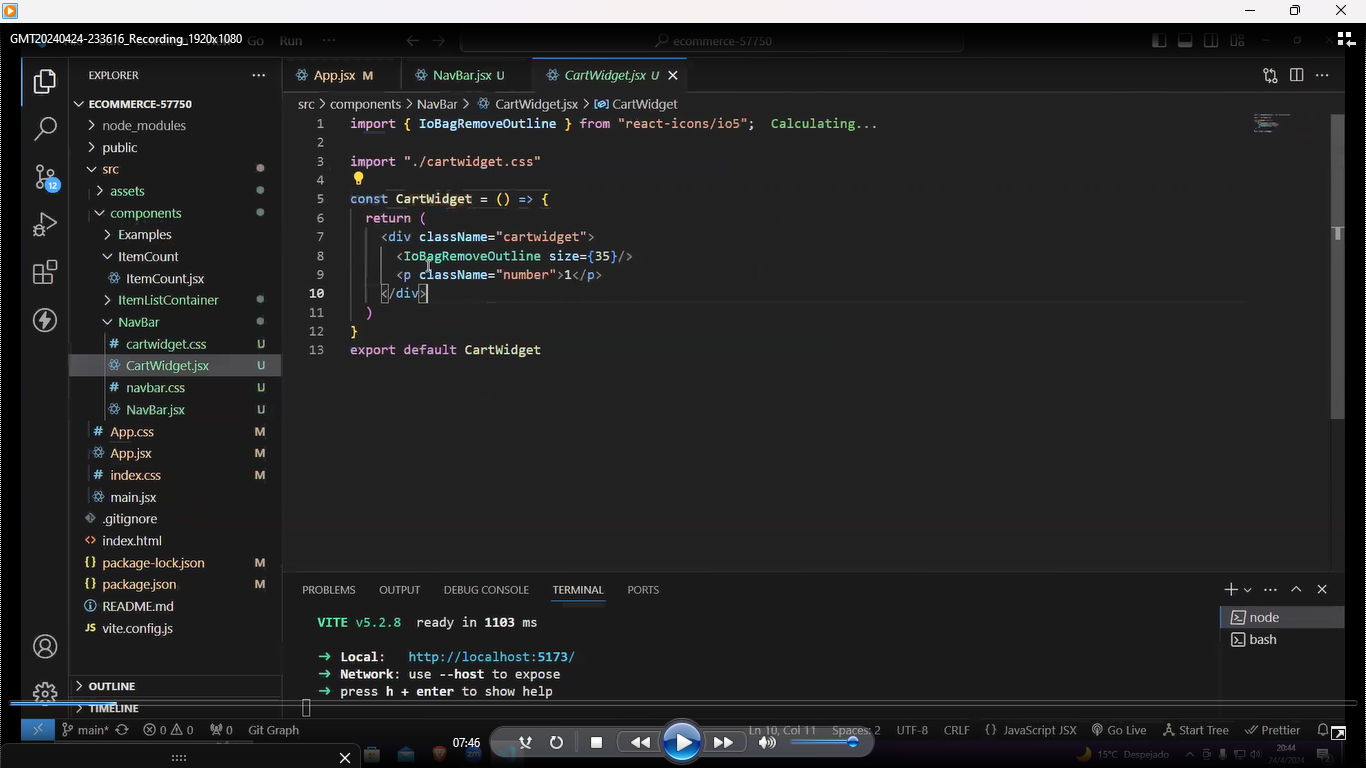 GMT20240424-233616_Recording_1920x1080
Go Run ···
ecommerce-57750
EXPLORER
ECOMMERCE-57750
node_modules
public
src
assets
components
Examples
ItemCount
ItemCount.jsx
ItemListContainer
NavBar
cartwidget.css U
CartWidget.jsx U
navbar.css U
NavBar.jsx U
App.css M
App.jsx M
index.css M
main.jsx
.gitignore
index.html
package-lock.json M
package.json M
README.md
vite.config.js
OUTLINE
TIMELINE
12
App.jsx M
NavBar.jsx U
CartWidget.jsx U
src > components > NavBar > CartWidget.jsx > CartWidget
1 import { IoBagRemoveOutline } from "react-icons/io5"; Calculating...
2
3 import "./cartwidget.css"
4
5 const CartWidget = () => {
6 return (
7 <div className="cartwidget">
8 <IoBagRemoveOutline size={35}/>
9 <p className="number">1</p>
10 </div>
11 )
12 }
13 export default CartWidget
PROBLEMS OUTPUT DEBUG CONSOLE TERMINAL PORTS
VITE v5.2.8 ready in 1103 ms
➜ Local: http://localhost:5173/
➜ Network: use --host to expose
➜ press h + enter to show help
node
bash
main* 0 0 0 Git Graph
Ln 10, Col 11 Spaces: 2 UTF-8 CRLF {} JavaScript JSX Go Live Start Tree Prettier
07:46
15°C Despejado
20:44
24/4/2024